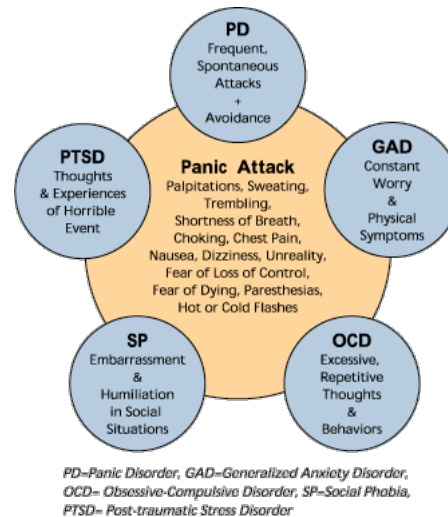 PD
Frequent,
Spontaneous
Attacks
+
Avoidance
PTSD
Thoughts
& Experiences
of Horrible
Event
Panic Attack
Palpitations, Sweating,
Trembling,
Shortness of Breath,
Choking, Chest Pain,
Nausea, Dizziness, Unreality,
Fear of Loss of Control,
Fear of Dying, Paresthesias,
Hot or Cold Flashes
GAD
Constant
Worry
&
Physical
Symptoms
SP
Embarrassment
&
Humiliation
in Social
Situations
OCD
Excessive,
Repetitive
Thoughts
&
Behaviors
PD=Panic Disorder, GAD=Generalized Anxiety Disorder,
OCD= Obsessive-Compulsive Disorder, SP=Social Phobia,
PTSD= Post-traumatic Stress Disorder